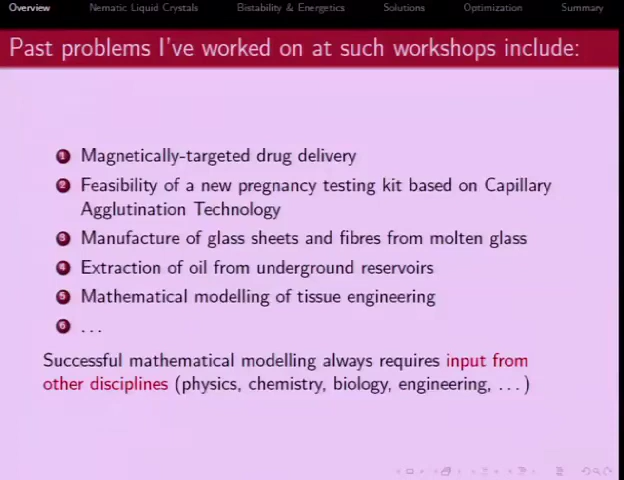 Overview Nematic Liquid Crystals Bistability & Energetics Solutions Optimization Summary
Past problems I've worked on at such workshops include:
1 Magnetically-targeted drug delivery
2 Feasibility of a new pregnancy testing kit based on Capillary
Agglutination Technology
3 Manufacture of glass sheets and fibres from molten glass
4 Extraction of oil from underground reservoirs
5 Mathematical modelling of tissue engineering
6 ...
Successful mathematical modelling always requires input from
other disciplines (physics, chemistry, biology, engineering, ...)